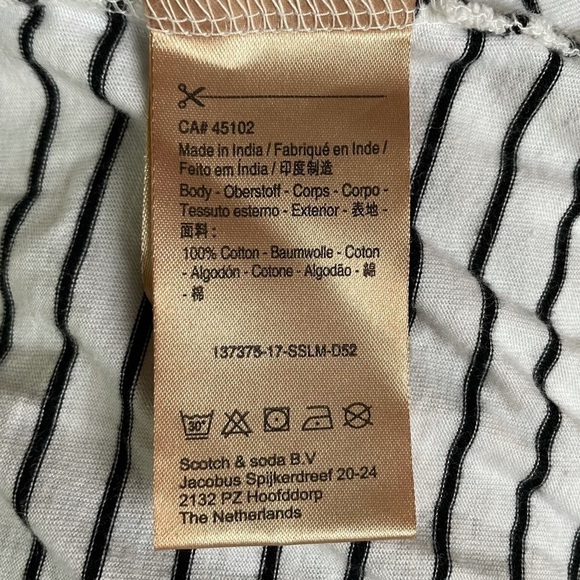 CA# 45102
Made in India / Fabriqué en Inde /
Feito em Índia / 印度制造
Body - Oberstoff - Corps - Corpo -
Tessuto esterno - Exterior - 表地 -
面料 :
100% Cotton - Baumwolle - Coton
- Algodón - Cotone - Algodão - 綿
- 棉
137375-17-SSLM-D52
30°
Scotch & soda B.V
Jacobus Spijkerdreef 20-24
2132 PZ Hoofddorp
The Netherlands